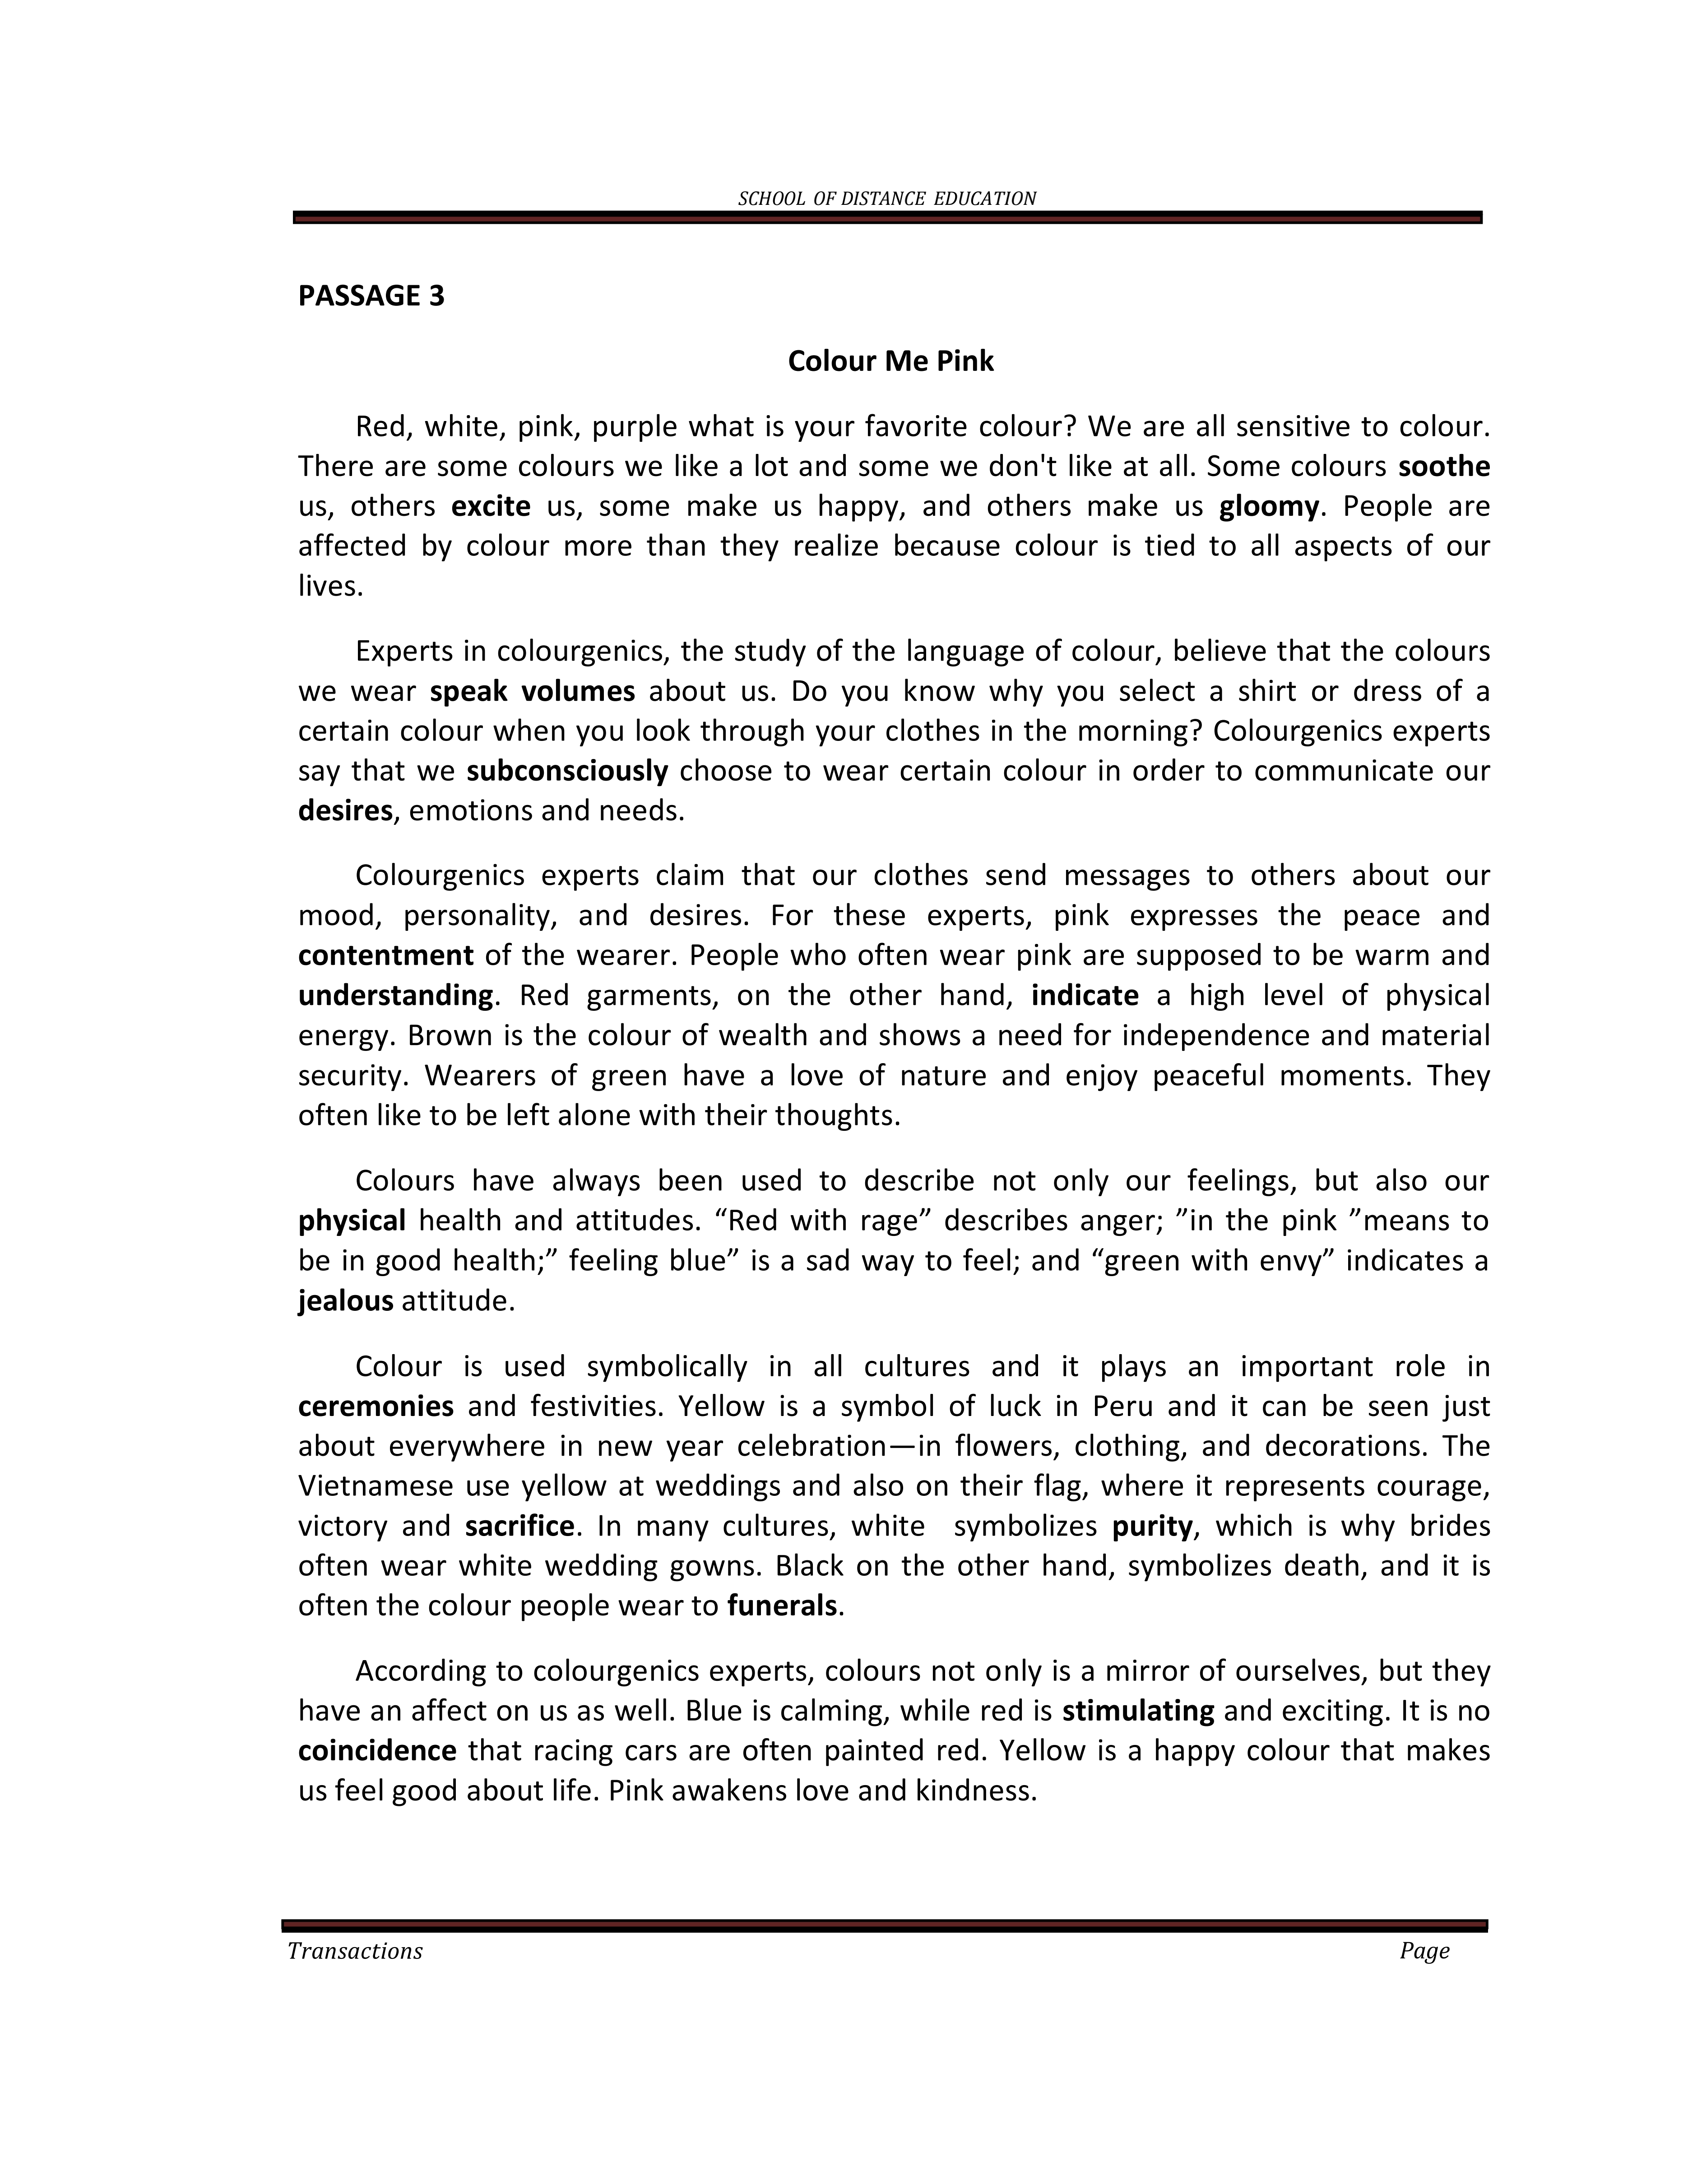 SCHOOL OF DISTANCE EDUCATION
PASSAGE 3
Colour Me Pink
Red, white, pink, purple what is your favorite colour? We are all sensitive to colour.
There are some colours we like a lot and some we don't like at all. Some colours soothe
us, others excite us, some make us happy, and others make us gloomy. People are
affected by colour more than they realize because colour is tied to all aspects of our
lives.
Experts in colourgenics, the study of the language of colour, believe that the colours
we wear speak volumes about us. Do you know why you select a shirt or dress of a
certain colour when you look through your clothes in the morning? Colourgenics experts
say that we subconsciously choose to wear certain colour in order to communicate our
desires, emotions and needs.
Colourgenics experts claim that our clothes send messages to others about our
mood, personality, and desires. For these experts, pink expresses the peace and
contentment of the wearer. People who often wear pink are supposed to be warm and
understanding. Red garments, on the other hand, indicate a high level of physical
energy. Brown is the colour of wealth and shows a need for independence and material
security. Wearers of green have a love of nature and enjoy peaceful moments. They
often like to be left alone with their thoughts.
Colours have always been used to describe not only our feelings, but also our
physical health and attitudes. “Red with rage” describes anger; ”in the pink ”means to
be in good health;” feeling blue” is a sad way to feel; and “green with envy” indicates a
jealous attitude.
Colour is used symbolically in all cultures and it plays an important role in
ceremonies and festivities. Yellow is a symbol of luck in Peru and it can be seen just
about everywhere in new year celebration—in flowers, clothing, and decorations. The
Vietnamese use yellow at weddings and also on their flag, where it represents courage,
victory and sacrifice. In many cultures, white symbolizes purity, which is why brides
often wear white wedding gowns. Black on the other hand, symbolizes death, and it is
often the colour people wear to funerals.
According to colourgenics experts, colours not only is a mirror of ourselves, but they
have an affect on us as well. Blue is calming, while red is stimulating and exciting. It is no
coincidence that racing cars are often painted red. Yellow is a happy colour that makes
us feel good about life. Pink awakens love and kindness.
Transactions Page